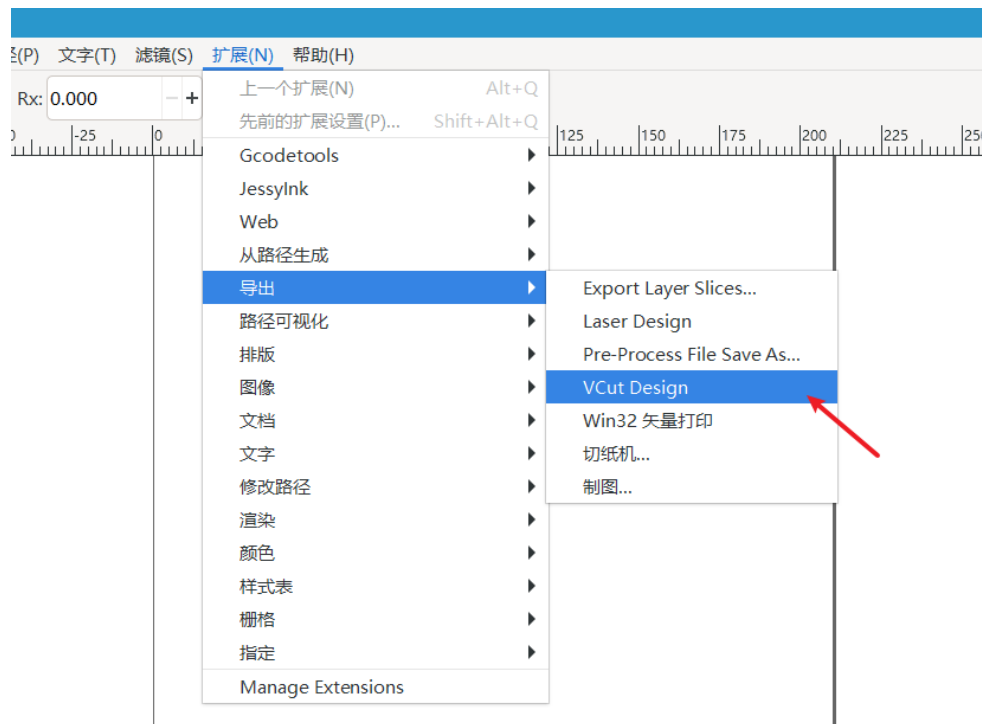 (P) 文字(T) 滤镜(S) 扩展(N) 帮助(H)
Rx: 0.000 − +
上一个扩展(N) Alt+Q
先前的扩展设置(P)... Shift+Alt+Q
-25 0 125 150 175 200 225 250
Gcodetools
JessyInk
Web
从路径生成
导出
Export Layer Slices...
路径可视化
Laser Design
排版
Pre-Process File Save As...
图像
VCut Design
文档
Win32 矢量打印
文字
切纸机...
修改路径
制图...
渲染
颜色
样式表
栅格
指定
Manage Extensions